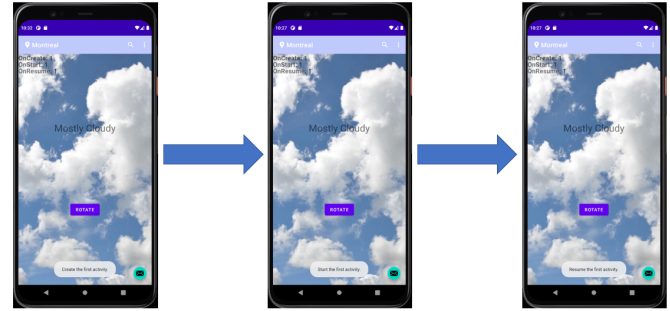 10:33
Montreal
OnCreate: 1
OnStart: 1
OnResume: 1
Mostly Cloudy
ROTATE
Create the first activity
10:27
Montreal
OnCreate: 1
OnStart: 1
OnResume: 1
Mostly Cloudy
ROTATE
Start the first activity
10:27
Montreal
OnCreate: 1
OnStart: 1
OnResume: 1
Mostly Cloudy
ROTATE
Resume the first activity